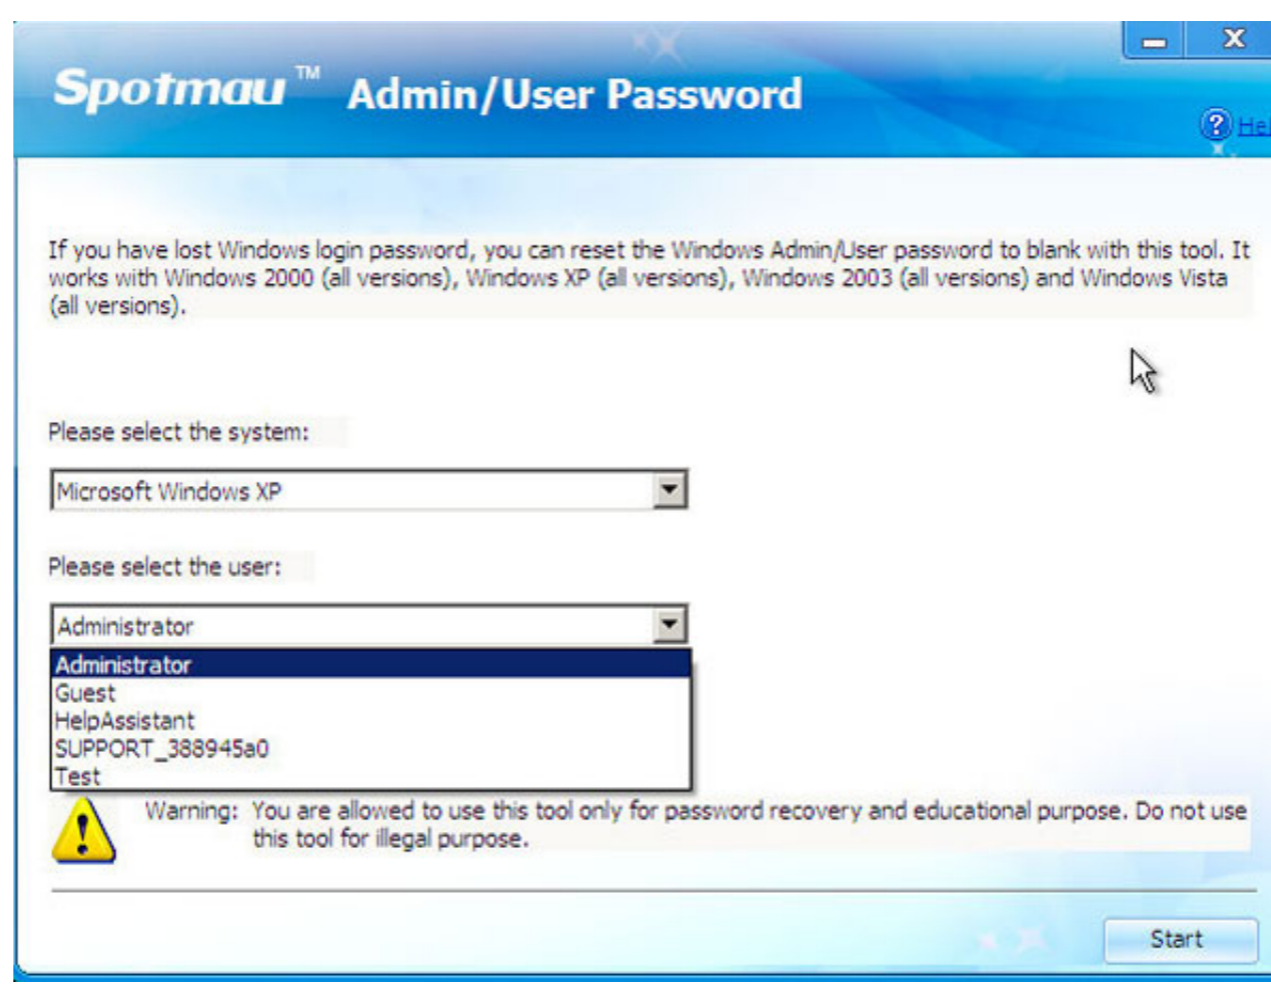 Spotmau™ Admin/User Password
Hel
If you have lost Windows login password, you can reset the Windows Admin/User password to blank with this tool. It
works with Windows 2000 (all versions), Windows XP (all versions), Windows 2003 (all versions) and Windows Vista
(all versions).
Please select the system:
Microsoft Windows XP
Please select the user:
Administrator
Administrator
Guest
HelpAssistant
SUPPORT_388945a0
Test
Warning: You are allowed to use this tool only for password recovery and educational purpose. Do not use
this tool for illegal purpose.
Start